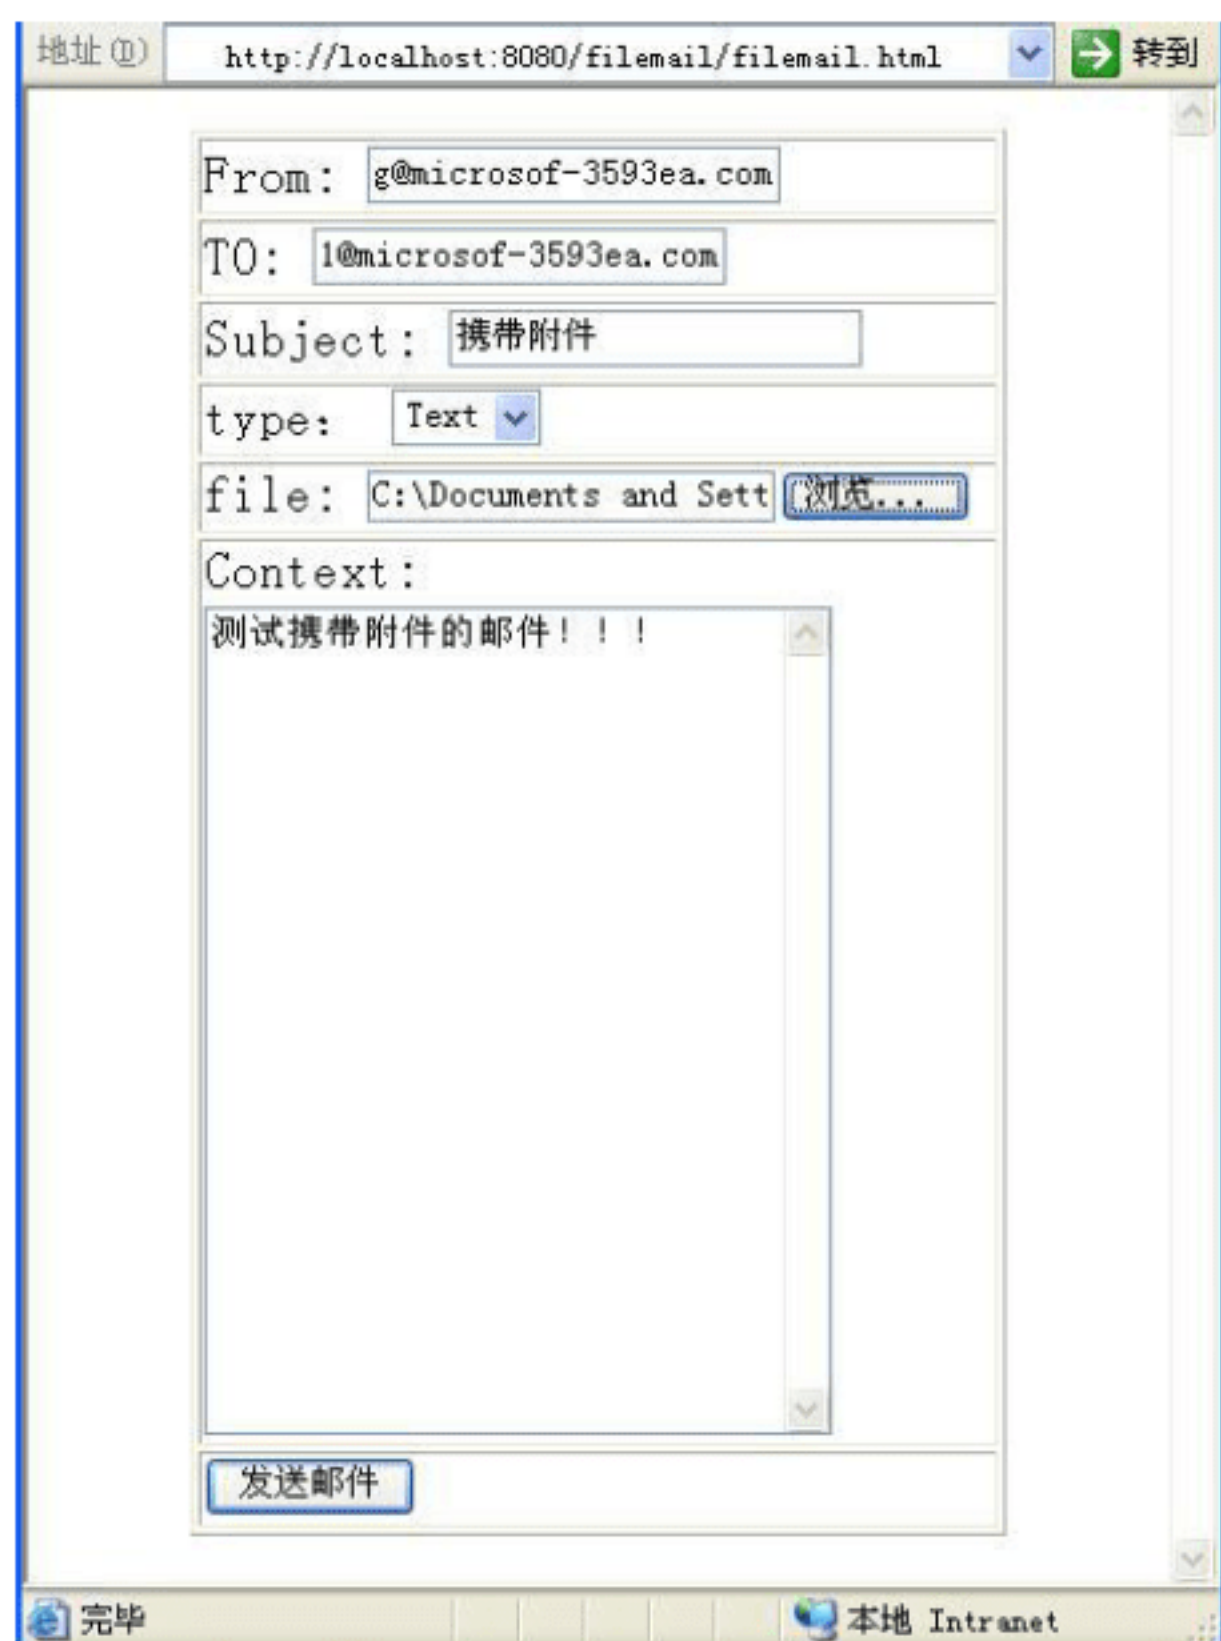 地址(D) http://localhost:8080/filemail/filemail.html 转到
From: g@microsof-3593ea.com
TO: 1@microsof-3593ea.com
Subject: 携带附件
type: Text
file: C:\Documents and Sett 浏览...
Context:
测试携带附件的邮件！！！
发送邮件
完毕 本地 Intranet